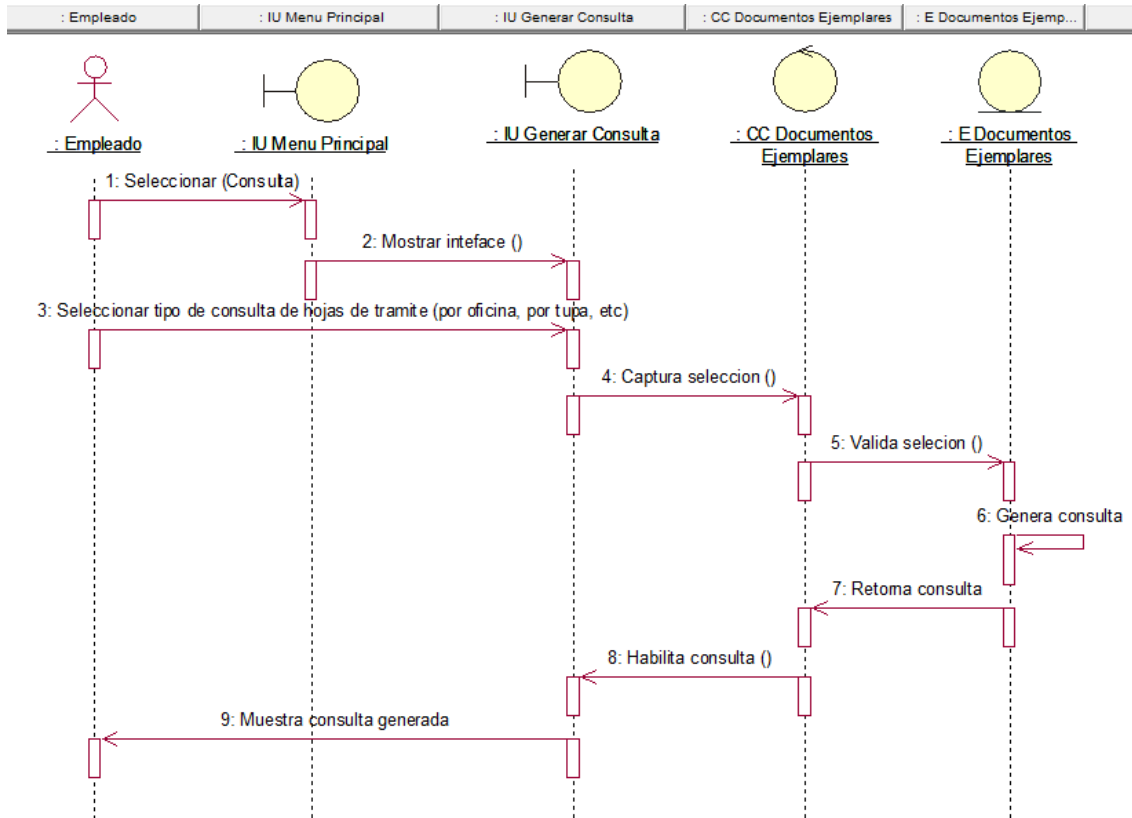 : Empleado
: IU Menu Principal
: IU Generar Consulta
: CC Documentos Ejemplares
: E Documentos Ejemp...
: Empleado
: IU Menu Principal
: IU Generar Consulta
: CC Documentos
Ejemplares
: E Documentos
Ejemplares
1: Seleccionar (Consulta)
2: Mostrar inteface ()
3: Seleccionar tipo de consulta de hojas de tramite (por oficina, por tupa, etc)
4: Captura seleccion ()
5: Valida selecion ()
6: Genera consulta
7: Retorna consulta
8: Habilita consulta ()
9: Muestra consulta generada